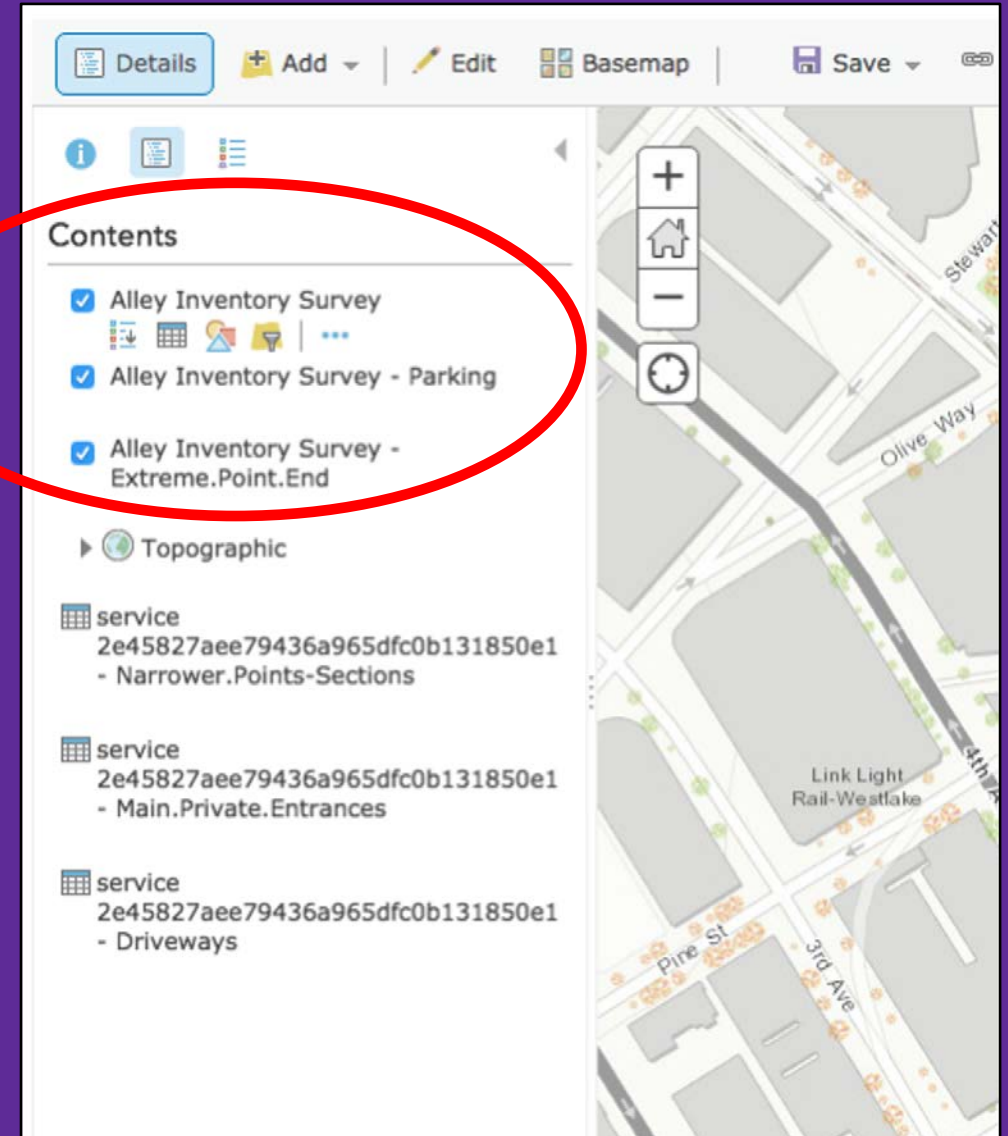 Details
Add
Edit
Basemap
Save
Contents
Alley Inventory Survey
Alley Inventory Survey - Parking
Alley Inventory Survey -
Extreme.Point.End
Topographic
service
2e45827aee79436a965dfc0b131850e1
- Narrower.Points-Sections
service
2e45827aee79436a965dfc0b131850e1
- Main.Private.Entrances
service
2e45827aee79436a965dfc0b131850e1
- Driveways
Stewart
Olive Way
4th A
Link Light
Rail-Westlake
Pine St
3rd Ave